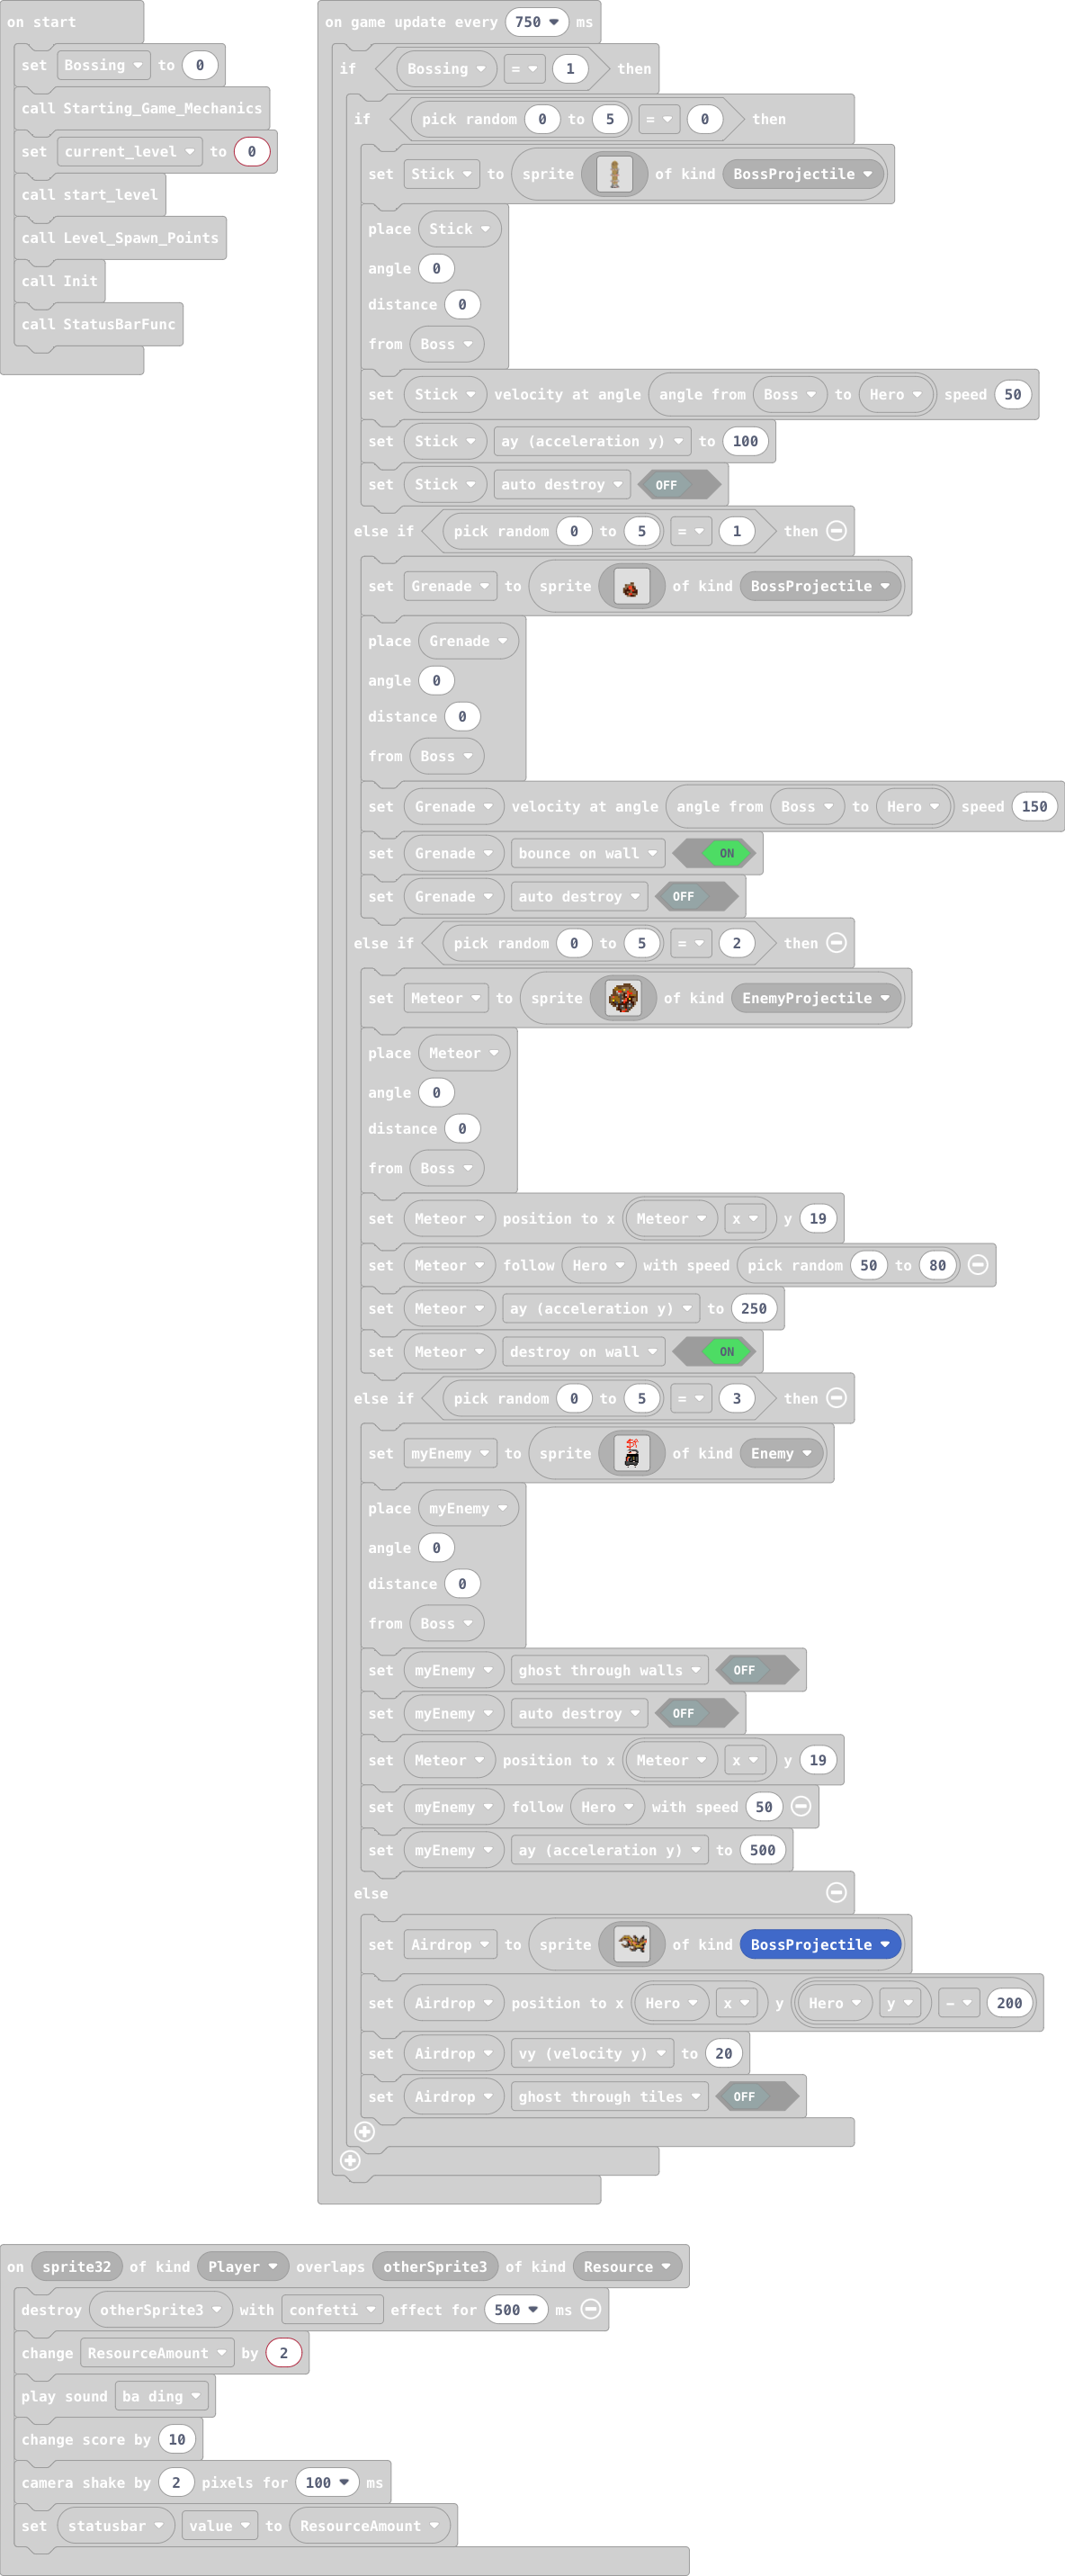 on start
set Bossing to 0
call Starting_Game_Mechanics
set current_level to 0
call start_level
call Level_Spawn_Points
call Init
call StatusBarFunc
on game update every 750 ms
if Bossing = 1 then
if pick random 0 to 5 = 0 then
set Stick to sprite of kind BossProjectile
place Stick
angle 0
distance 0
from Boss
set Stick velocity at angle angle from Boss to Hero speed 50
set Stick ay (acceleration y) to 100
set Stick auto destroy OFF
else if pick random 0 to 5 = 1 then
set Grenade to sprite of kind BossProjectile
place Grenade
angle 0
distance 0
from Boss
set Grenade velocity at angle angle from Boss to Hero speed 150
set Grenade bounce on wall ON
set Grenade auto destroy OFF
else if pick random 0 to 5 = 2 then
set Meteor to sprite of kind EnemyProjectile
place Meteor
angle 0
distance 0
from Boss
set Meteor position to x Meteor x y 19
set Meteor follow Hero with speed pick random 50 to 80
set Meteor ay (acceleration y) to 250
set Meteor destroy on wall ON
else if pick random 0 to 5 = 3 then
set myEnemy to sprite of kind Enemy
place myEnemy
angle 0
distance 0
from Boss
set myEnemy ghost through walls OFF
set myEnemy auto destroy OFF
set Meteor position to x Meteor x y 19
set myEnemy follow Hero with speed 50
set myEnemy ay (acceleration y) to 500
else
set Airdrop to sprite of kind BossProjectile
set Airdrop position to x Hero x y Hero y - 200
set Airdrop vy (velocity y) to 20
set Airdrop ghost through tiles OFF
on sprite32 of kind Player overlaps otherSprite3 of kind Resource
destroy otherSprite3 with confetti effect for 500 ms
change ResourceAmount by 2
play sound ba ding
change score by 10
camera shake by 2 pixels for 100 ms
set statusbar value to ResourceAmount